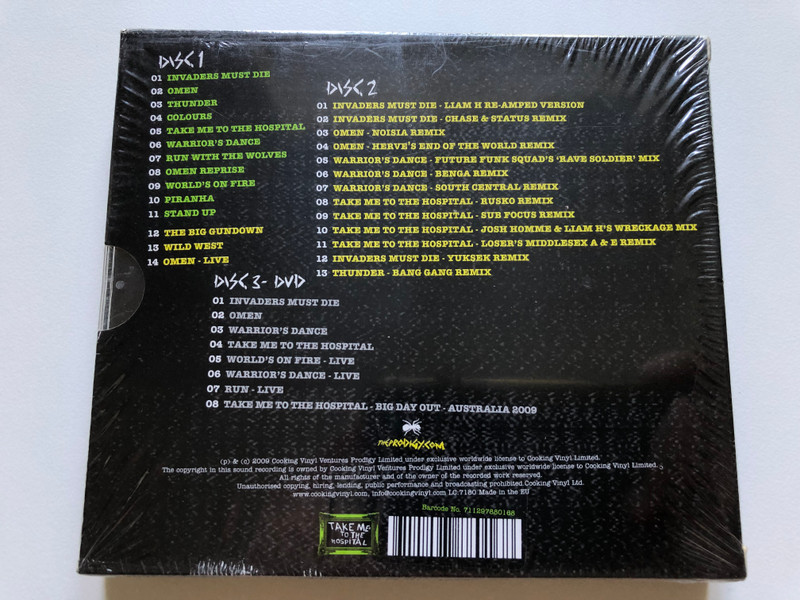 DISC 1
01 INVADERS MUST DIE
02 OMEN
03 THUNDER
04 COLOURS
05 TAKE ME TO THE HOSPITAL
06 WARRIOR'S DANCE
07 RUN WITH THE WOLVES
08 OMEN REPRISE
09 WORLD'S ON FIRE
10 PIRANHA
11 STAND UP
12 THE BIG GUNDOWN
13 WILD WEST
14 OMEN - LIVE
DISC 2
01 INVADERS MUST DIE - LIAM H RE-AMPED VERSION
02 INVADERS MUST DIE - CHASE & STATUS REMIX
03 OMEN - NOISIA REMIX
04 OMEN - HERVE'S END OF THE WORLD REMIX
05 WARRIOR'S DANCE - FUTURE FUNK SQUAD'S 'RAVE SOLDIER' MIX
06 WARRIOR'S DANCE - BENGA REMIX
07 WARRIOR'S DANCE - SOUTH CENTRAL REMIX
08 TAKE ME TO THE HOSPITAL - RUSKO REMIX
09 TAKE ME TO THE HOSPITAL - SUB FOCUS REMIX
10 TAKE ME TO THE HOSPITAL - JOSH HOMME & LIAM H'S WRECKAGE MIX
11 TAKE ME TO THE HOSPITAL - LOSER'S MIDDLESEX A & E REMIX
12 INVADERS MUST DIE - YUKSEK REMIX
13 THUNDER - BANG GANG REMIX
DISC 3 - DVD
01 INVADERS MUST DIE
02 OMEN
03 WARRIOR'S DANCE
04 TAKE ME TO THE HOSPITAL
05 WORLD'S ON FIRE - LIVE
06 WARRIOR'S DANCE - LIVE
07 RUN - LIVE
08 TAKE ME TO THE HOSPITAL - BIG DAY OUT - AUSTRALIA 2009
THEPRODIGY.COM
(p) & (c) 2009 Cooking Vinyl Ventures Prodigy Limited under exclusive worldwide license to Cooking Vinyl Limited.
The copyright in this sound recording is owned by Cooking Vinyl Ventures Prodigy Limited under exclusive worldwide license to Cooking Vinyl Limited.
All rights of the manufacturer and of the owner of the recorded work reserved.
Unauthorised copying, hiring, lending, public performance and broadcasting prohibited. Cooking Vinyl Ltd.
www.cookingvinyl.com, info@cookingvinyl.com LC:7180 Made in the EU
Barcode No. 711297880168
TAKE ME
TO THE
HOSPITAL